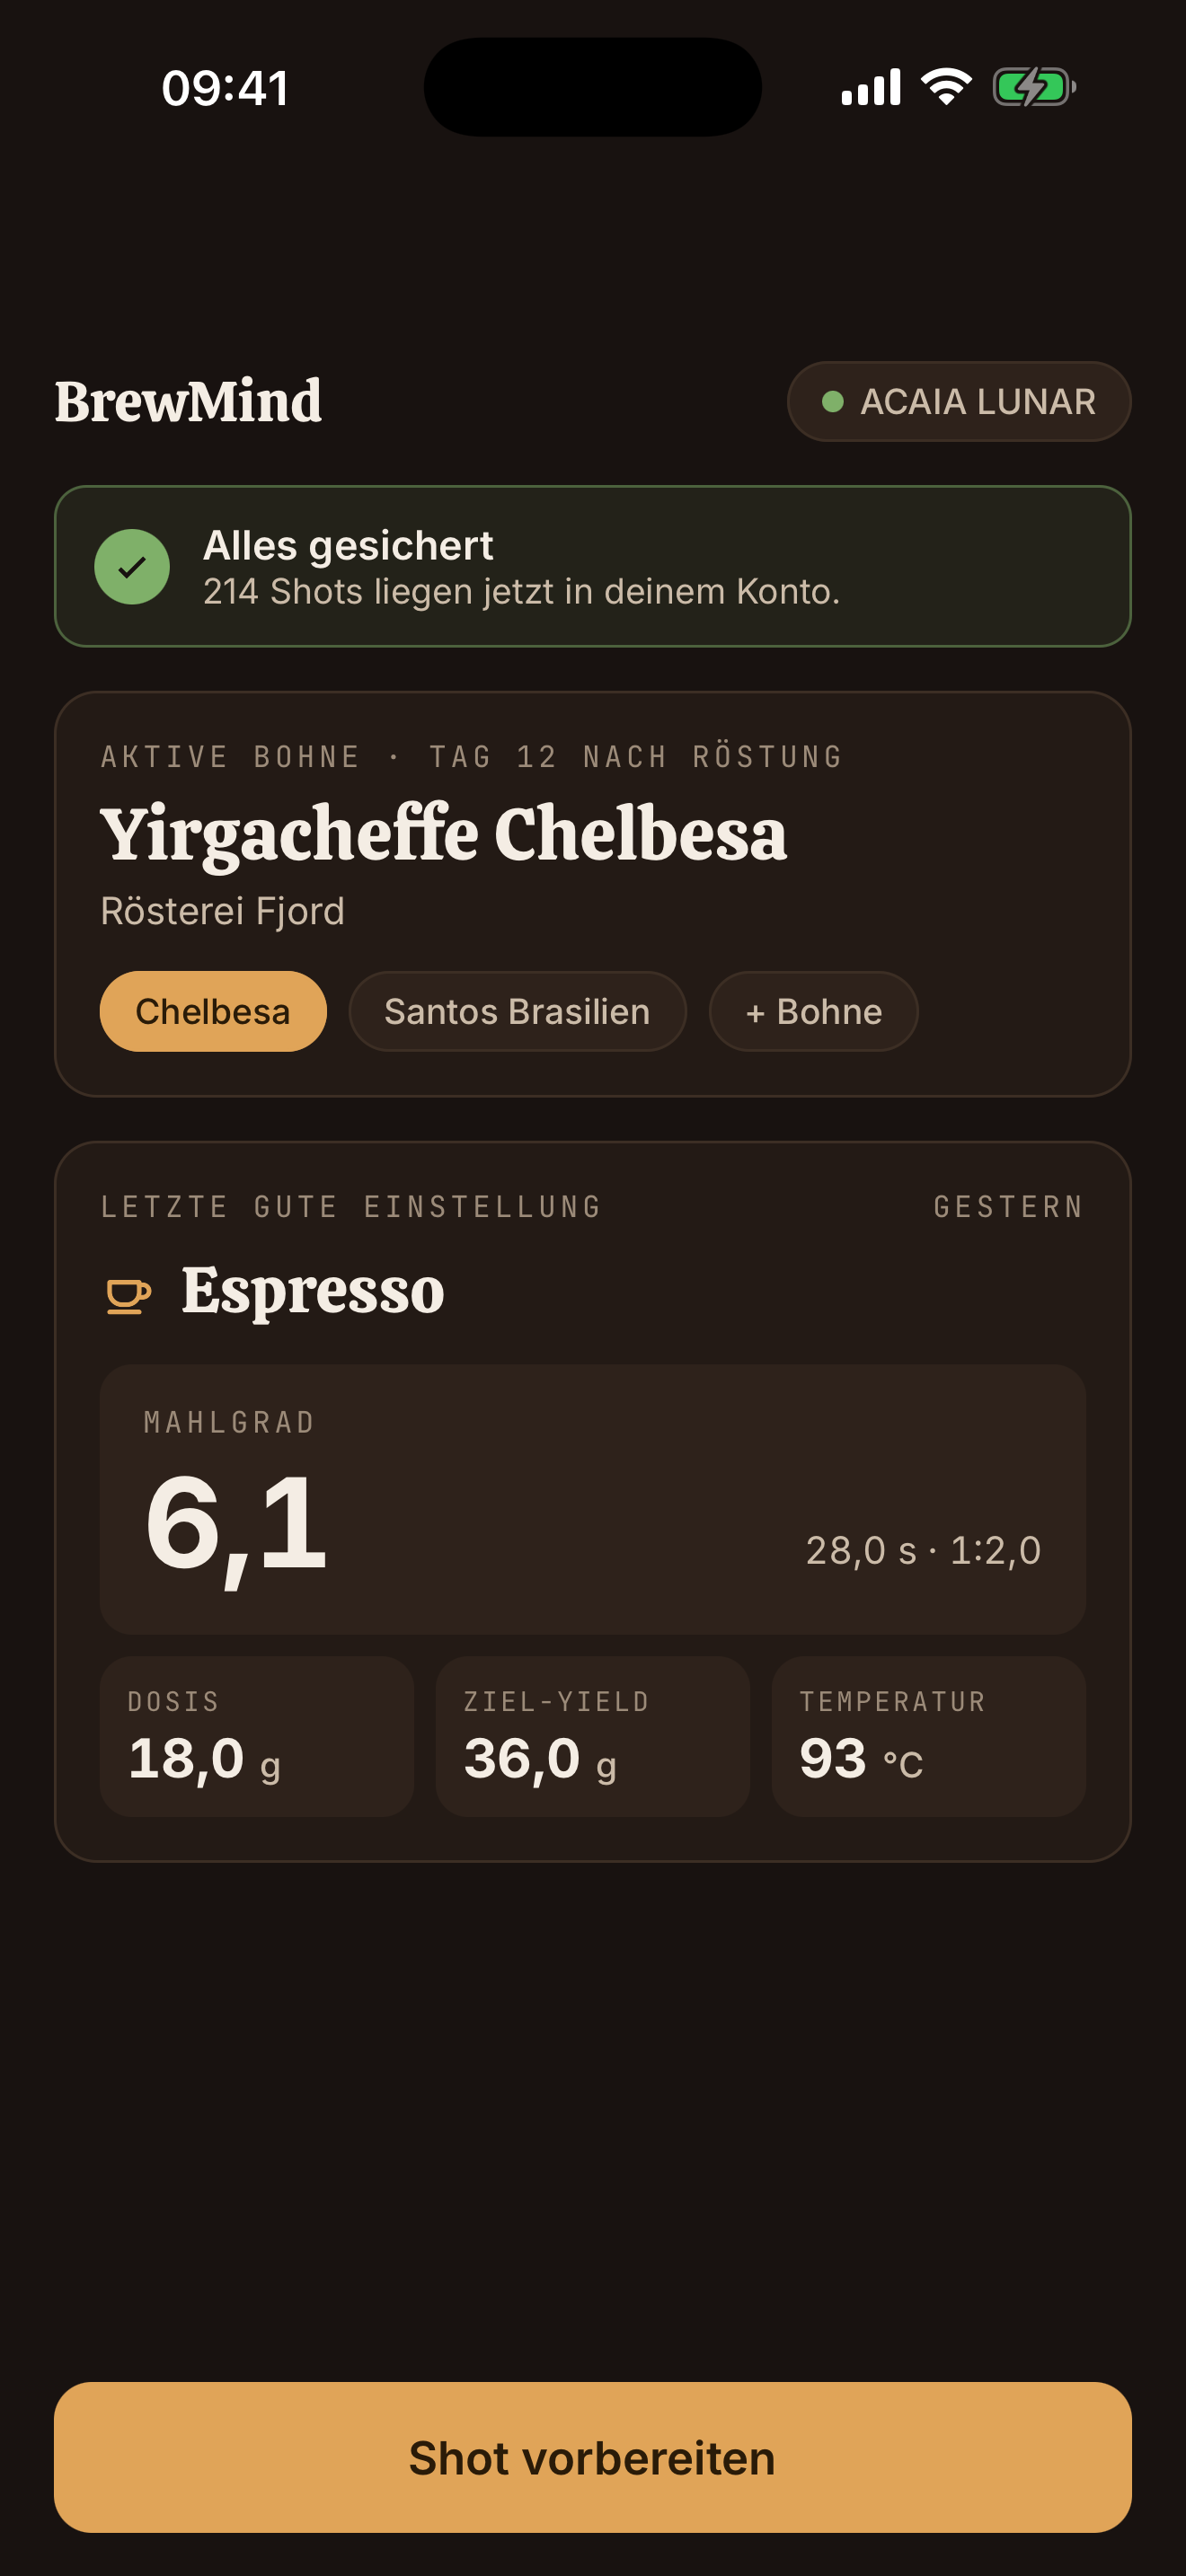 09:41
BrewMind
ACAIA LUNAR
Alles gesichert
214 Shots liegen jetzt in deinem Konto.
AKTIVE BOHNE · TAG 12 NACH RÖSTUNG
Yirgacheffe Chelbesa
Rösterei Fjord
Chelbesa
Santos Brasilien
+ Bohne
LETZTE GUTE EINSTELLUNG
GESTERN
Espresso
MAHLGRAD
6,1
28,0 s · 1:2,0
DOSIS
18,0 g
ZIEL-YIELD
36,0 g
TEMPERATUR
93 °C
Shot vorbereiten